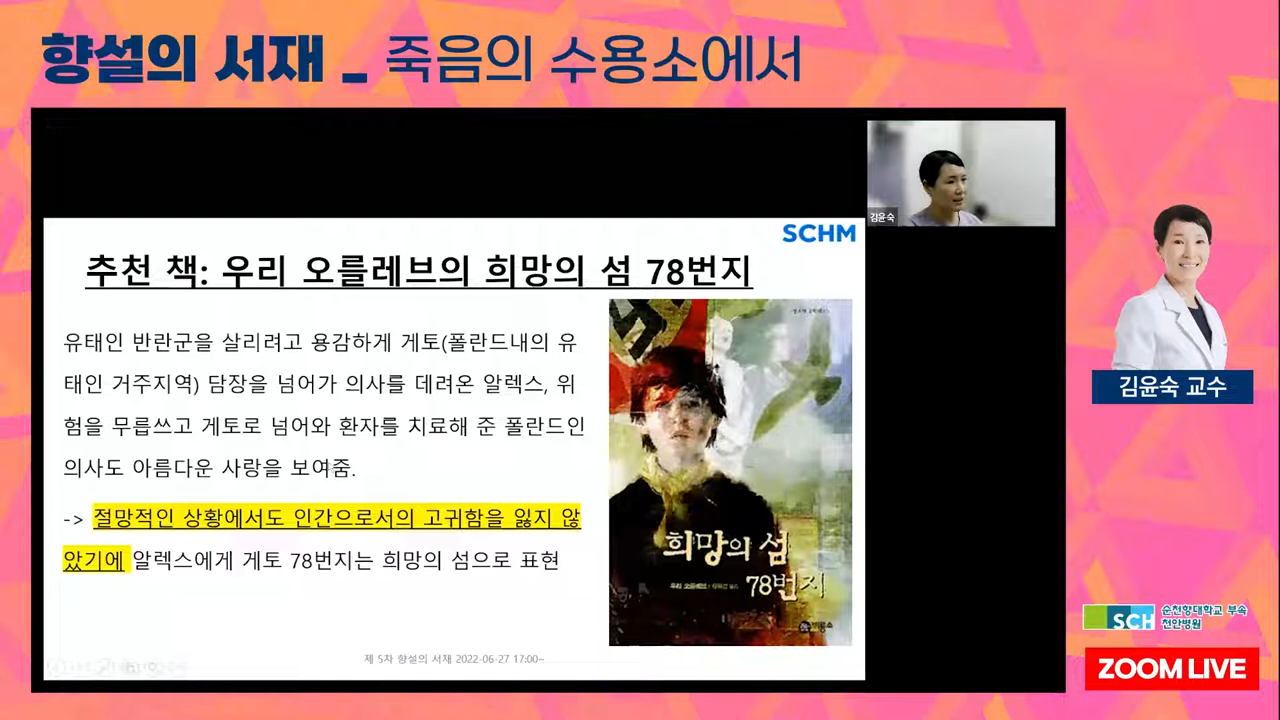 향설의 서재 _ 죽음의 수용소에서
김윤숙
SCHM
추천 책: 우리 오를레브의 희망의 섬 78번지
유태인 반란군을 살리려고 용감하게 게토(폴란드내의 유
태인 거주지역) 담장을 넘어가 의사를 데려온 알렉스, 위
험을 무릅쓰고 게토로 넘어와 환자를 치료해 준 폴란드인
의사도 아름다운 사랑을 보여줌.
-> 절망적인 상황에서도 인간으로서의 고귀함을 잃지 않
았기에 알렉스에게 게토 78번지는 희망의 섬으로 표현
희망의 섬
78번지
우리 오를레브
비룡소
제 5차 향설의 서재 2022-06-27 17:00~
김윤숙 교수
SCH 순천향대학교 부속
천안병원
ZOOM LIVE